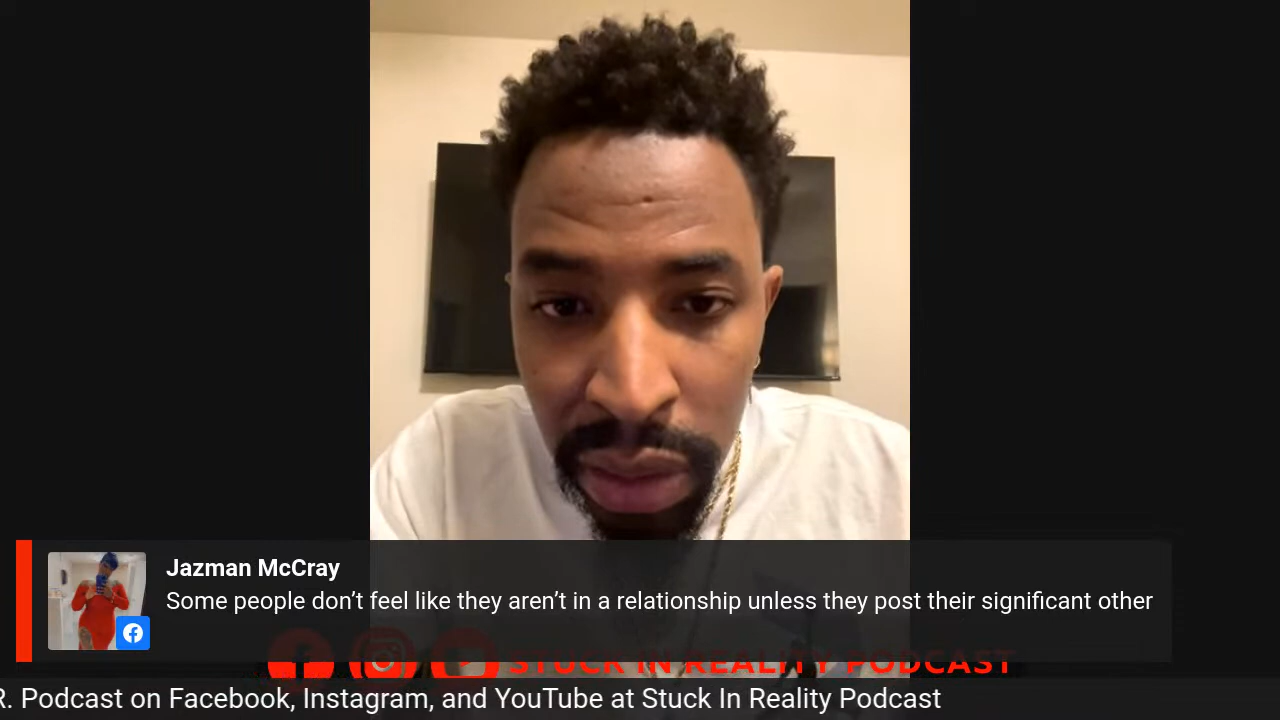 Jazman McCray
Some people don’t feel like they aren’t in a relationship unless they post their significant other
STUCK IN REALITY PODCAST
R. Podcast on Facebook, Instagram, and YouTube at Stuck In Reality Podcast